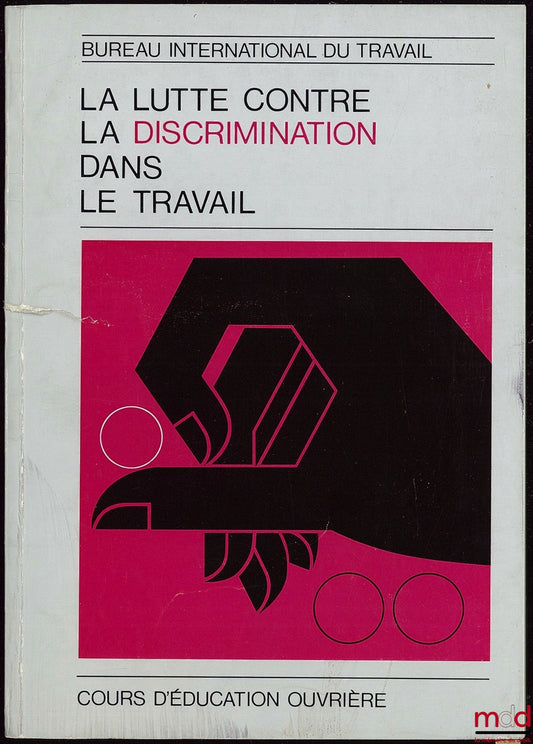 BUREAU INTERNATIONAL DU TRAVAIL
LA LUTTE CONTRE
LA DISCRIMINATION
DANS
LE TRAVAIL
COURS D'ÉDUCATION OUVRIÈRE
mdd